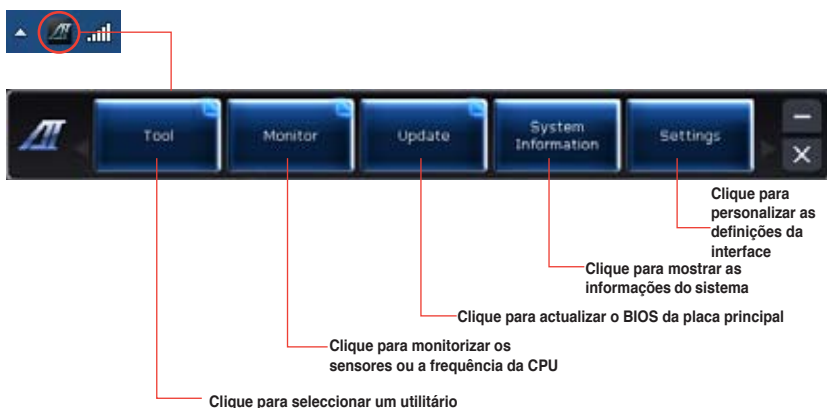 Tool
Monitor
Update
System
Information
Settings
Clique para
personalizar as
definições da
interface
Clique para mostrar as
informações do sistema
Clique para actualizar o BIOS da placa principal
Clique para monitorizar os
sensores ou a frequência da CPU
Clique para seleccionar um utilitário